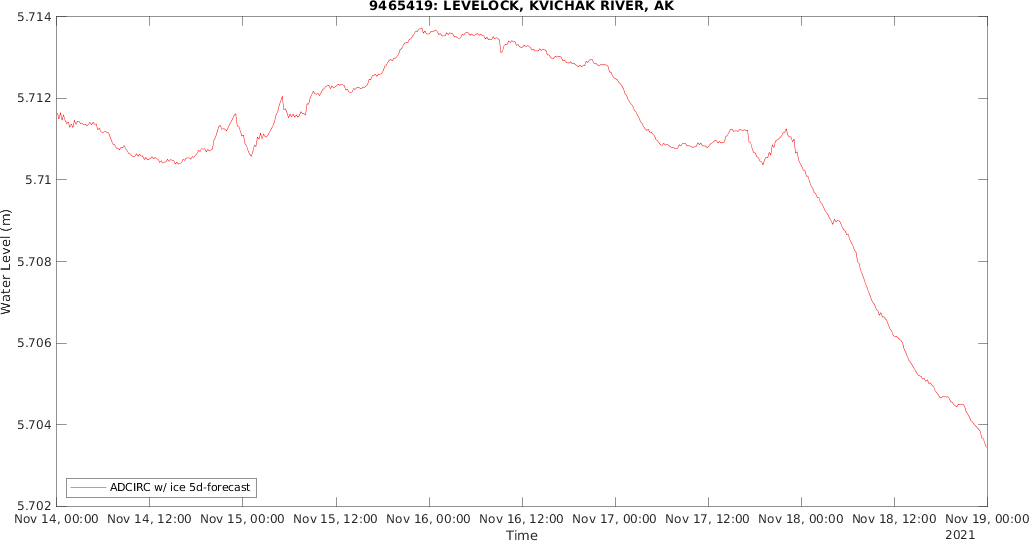 9465419: LEVELOCK, KVICHAK RIVER, AK
5.714
5.712
5.71
5.708
5.706
5.704
5.702
Water Level (m)
ADCIRC w/ ice 5d-forecast
Nov 14, 00:00 Nov 14, 12:00 Nov 15, 00:00 Nov 15, 12:00 Nov 16, 00:00 Nov 16, 12:00 Nov 17, 00:00 Nov 17, 12:00 Nov 18, 00:00 Nov 18, 12:00 Nov 19, 00:00
2021
Time